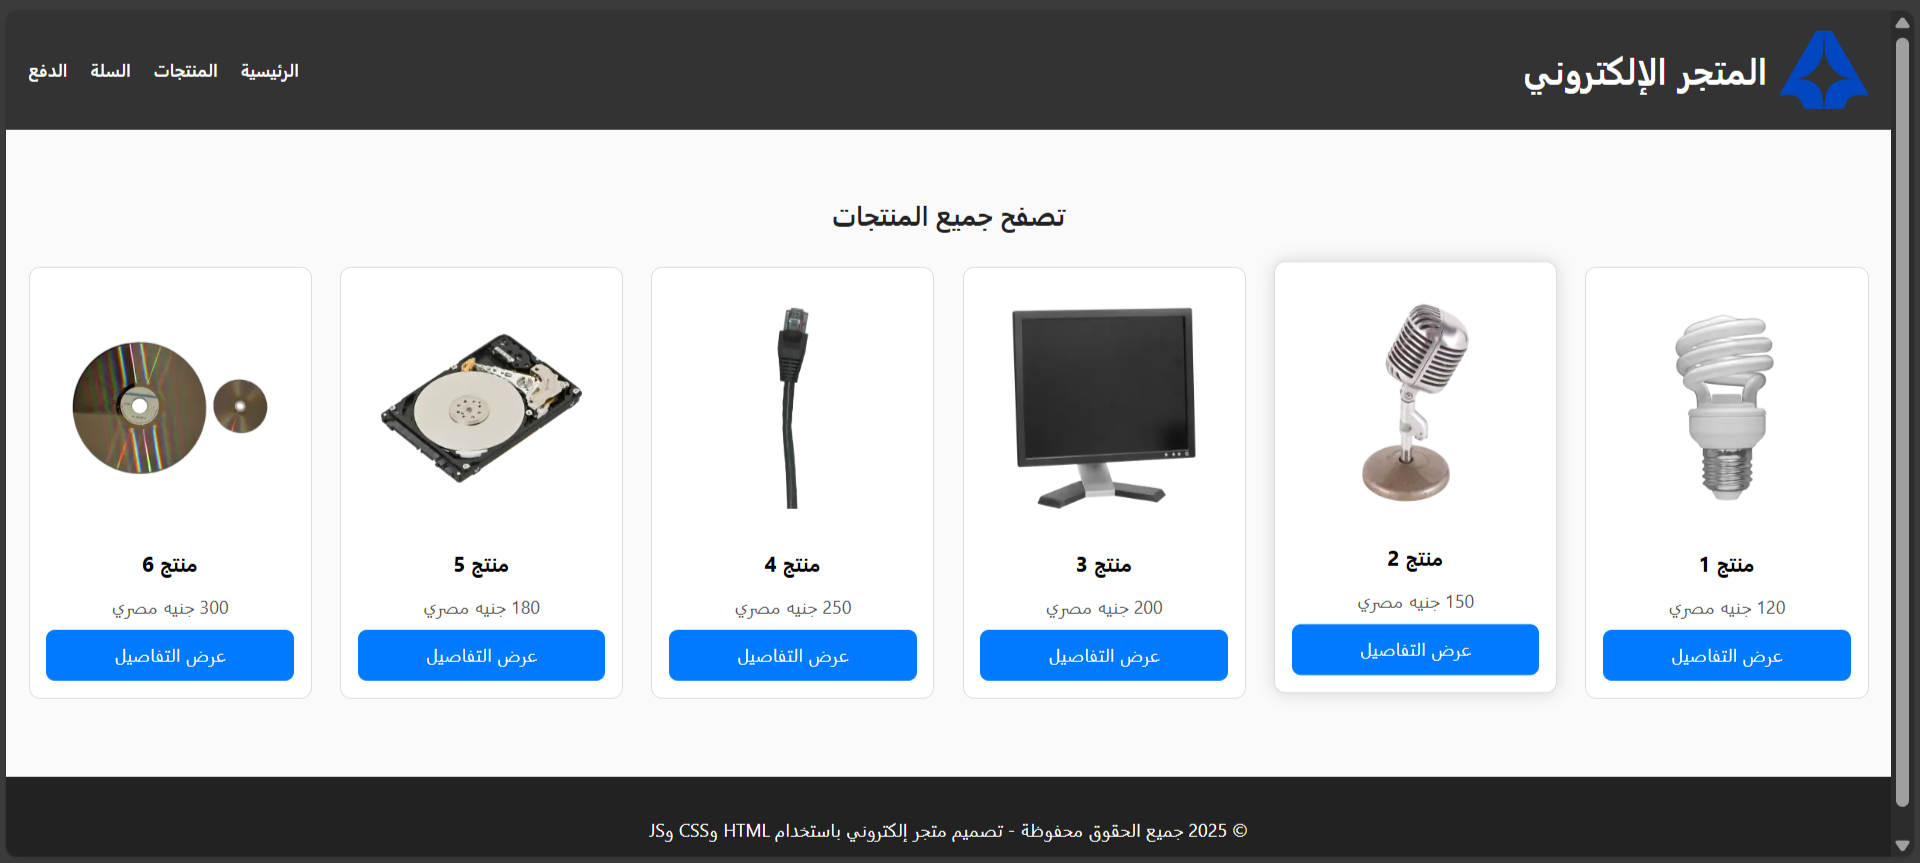 المتجر الإلكتروني
الرئيسية المنتجات السلة الدفع
تصفح جميع المنتجات
منتج 1
120 جنيه مصري
عرض التفاصيل
منتج 2
150 جنيه مصري
عرض التفاصيل
منتج 3
200 جنيه مصري
عرض التفاصيل
منتج 4
250 جنيه مصري
عرض التفاصيل
منتج 5
180 جنيه مصري
عرض التفاصيل
منتج 6
300 جنيه مصري
عرض التفاصيل
© 2025 جميع الحقوق محفوظة - تصميم متجر إلكتروني باستخدام HTML وCSS وJS